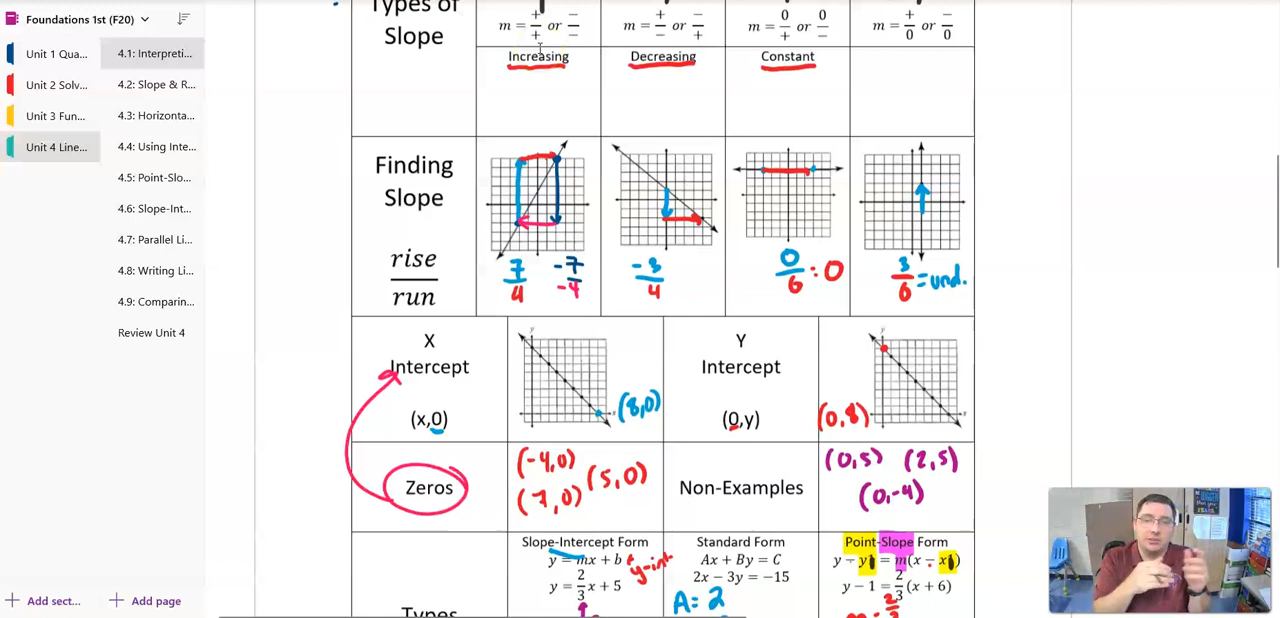 Foundations 1st (F20)
Unit 1 Qua...
Unit 2 Solv...
Unit 3 Fun...
Unit 4 Line...
4.1: Interpreti...
4.2: Slope & R...
4.3: Horizonta...
4.4: Using Inte...
4.5: Point-Slo...
4.6: Slope-Int...
4.7: Parallel Li...
4.8: Writing Li...
4.9: Comparin...
Review Unit 4
+ Add sect...
+ Add page
Types of
Slope
m = +/+ or −/−
m = +/− or −/+
m = 0/+ or 0/−
m = +/0 or −/0
Increasing
Decreasing
Constant
Finding
Slope
rise
run
7/4
-7/-4
-3/4
0/6 = 0
3/0 = und.
X
Intercept
(x,0)
(8,0)
Y
Intercept
(0,y)
(0,8)
Zeros
(-4,0)
(7,0)
(5,0)
Non-Examples
(0,5) (2,5)
(0,-4)
Types
Slope-Intercept Form
y = mx + b
y-int
y = 2/3 x + 5
Standard Form
Ax + By = C
2x − 3y = −15
A = 2
Point-Slope Form
y − y1 = m(x − x1)
y − 1 = 2/3 (x + 6)
m = 2/3